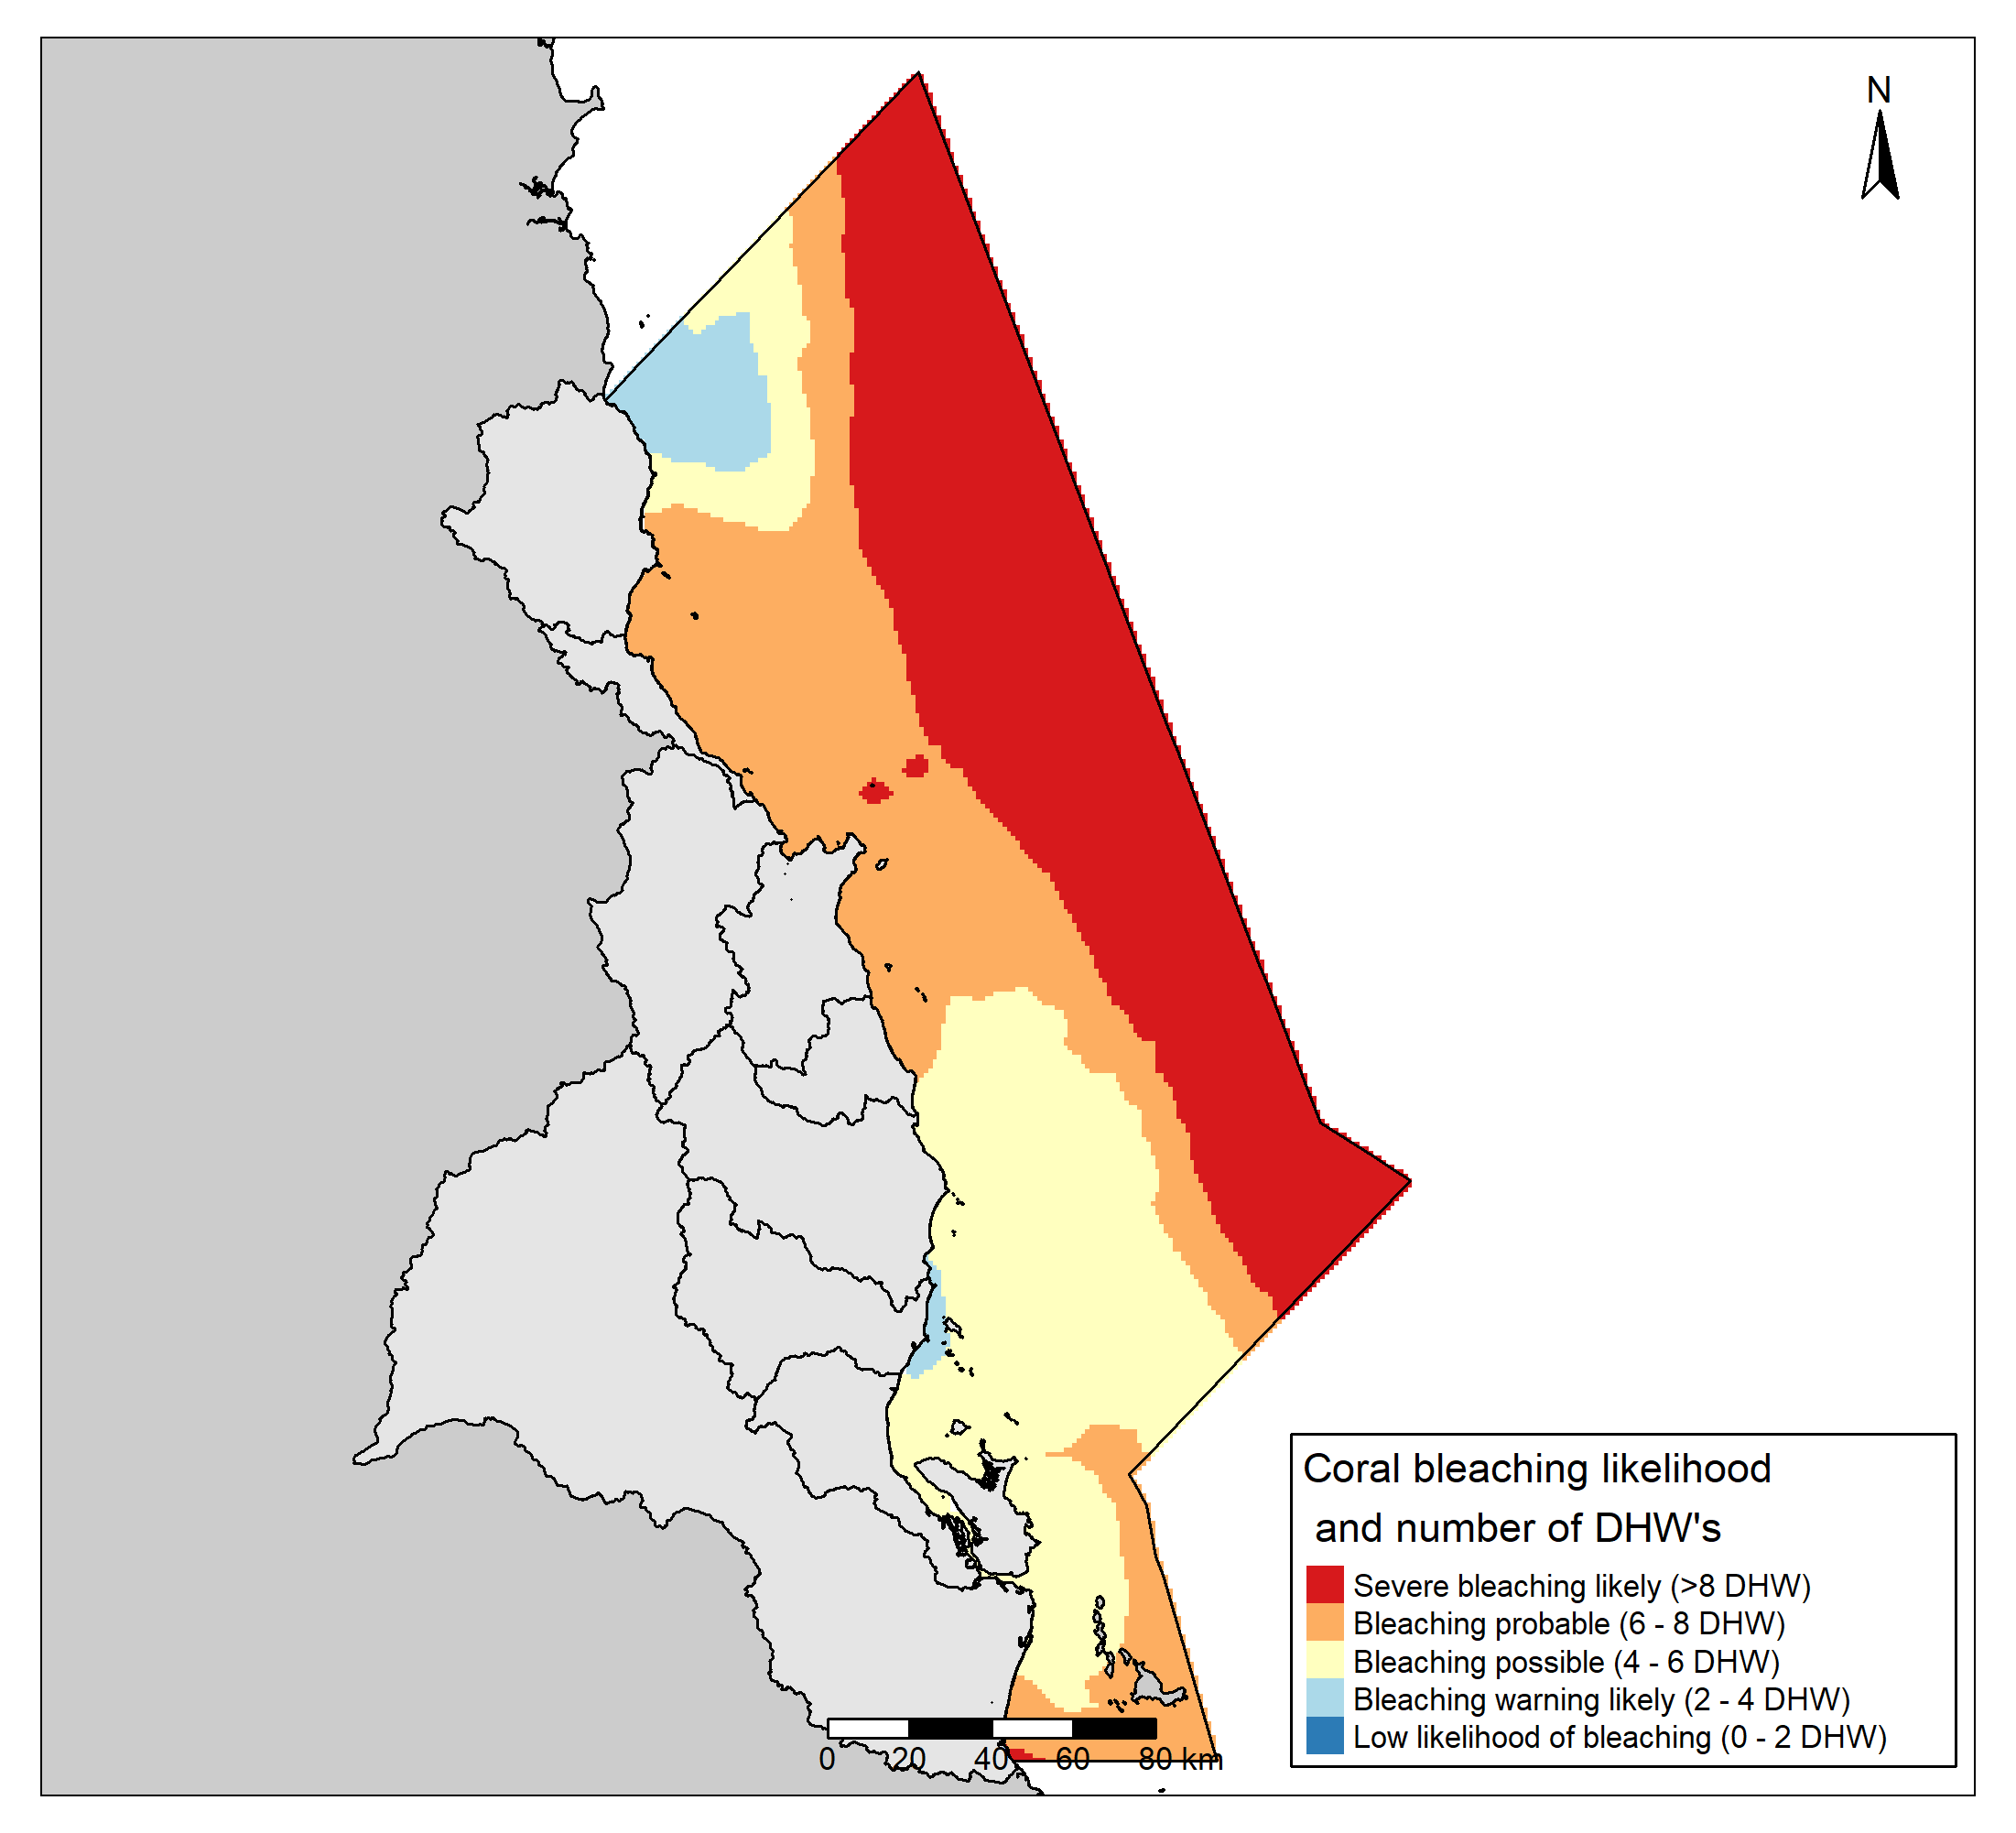 N
Coral bleaching likelihood
and number of DHW's
Severe bleaching likely (>8 DHW)
Bleaching probable (6 - 8 DHW)
Bleaching possible (4 - 6 DHW)
Bleaching warning likely (2 - 4 DHW)
Low likelihood of bleaching (0 - 2 DHW)
0 20 40 60 80 km